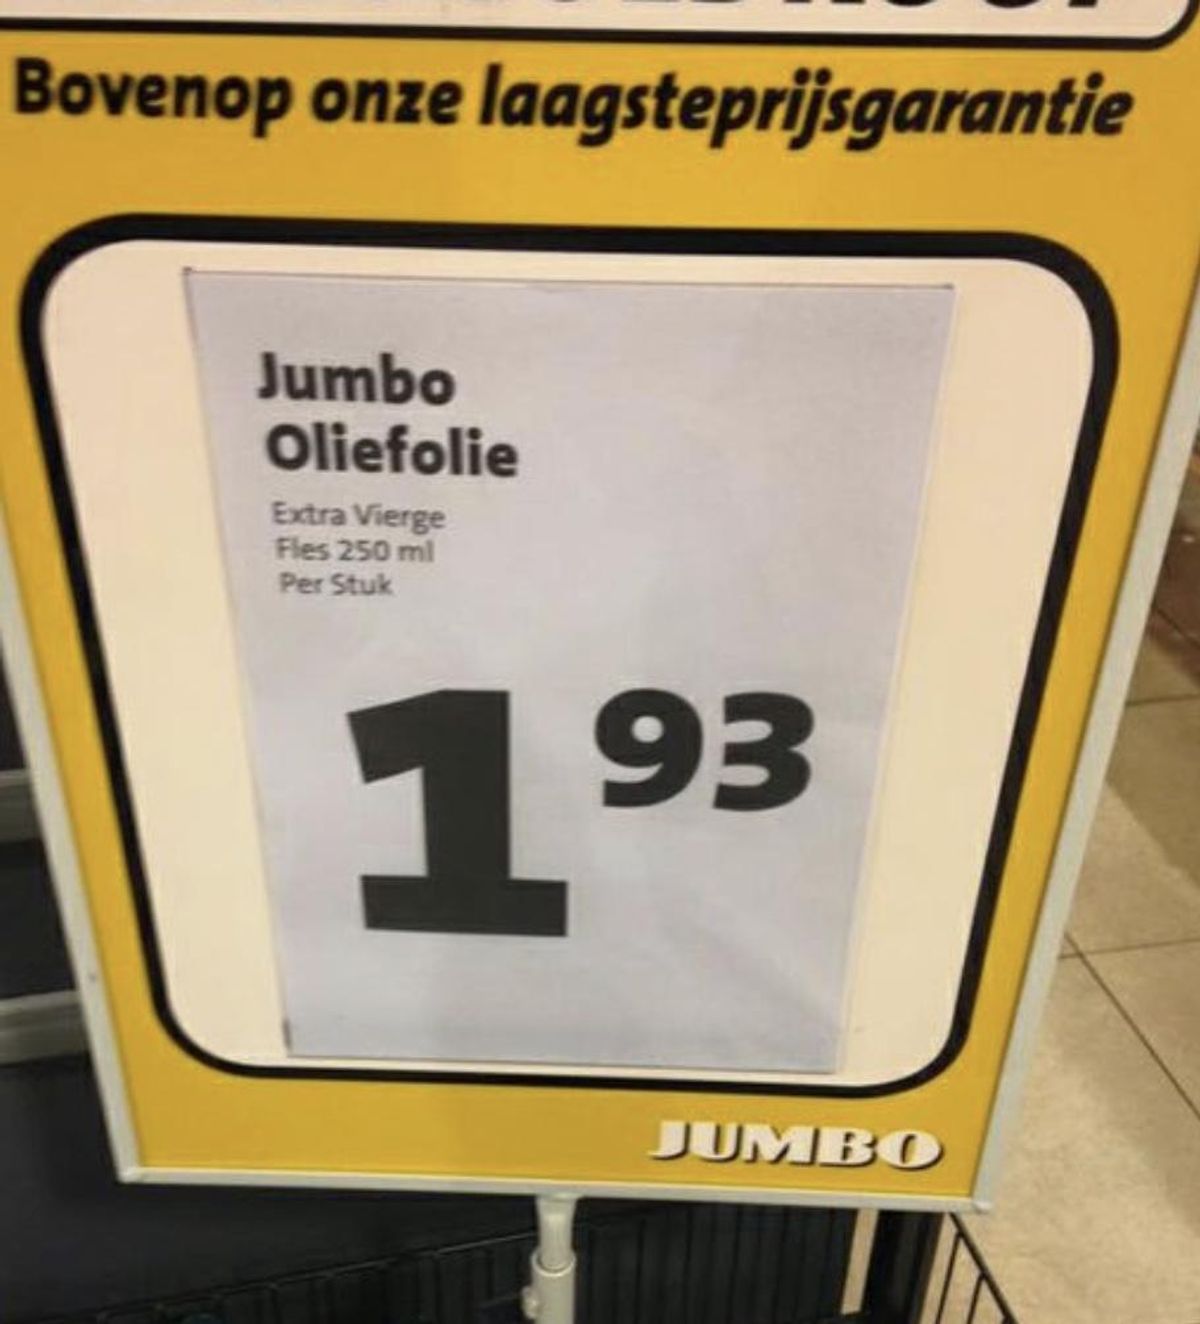 Bovenop onze laagsteprijsgarantie
Jumbo
Oliefolie
Extra Vierge
Fles 250 ml
Per Stuk
1 93
JUMBO